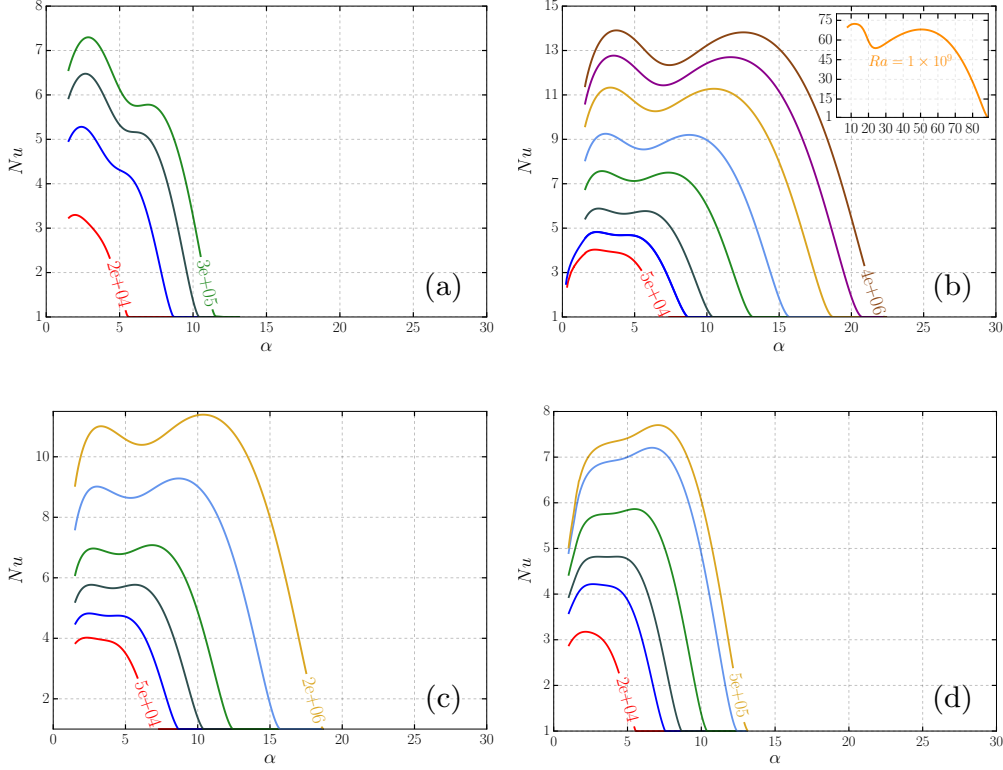 8
7
6
5
4
3
2
1
Nu
0 5 10 15 20 25 30
α
2e+04
3e+05
(a)
15
13
11
9
7
5
3
1
Nu
0 5 10 15 20 25 30
α
5e+04
4e+06
(b)
75
60
45
30
15
1
10 20 30 40 50 60 70 80
Ra = 1 × 10⁹
10
8
6
4
2
Nu
0 5 10 15 20 25 30
α
5e+04
2e+06
(c)
8
7
6
5
4
3
2
1
Nu
0 5 10 15 20 25 30
α
2e+04
5e+05
(d)